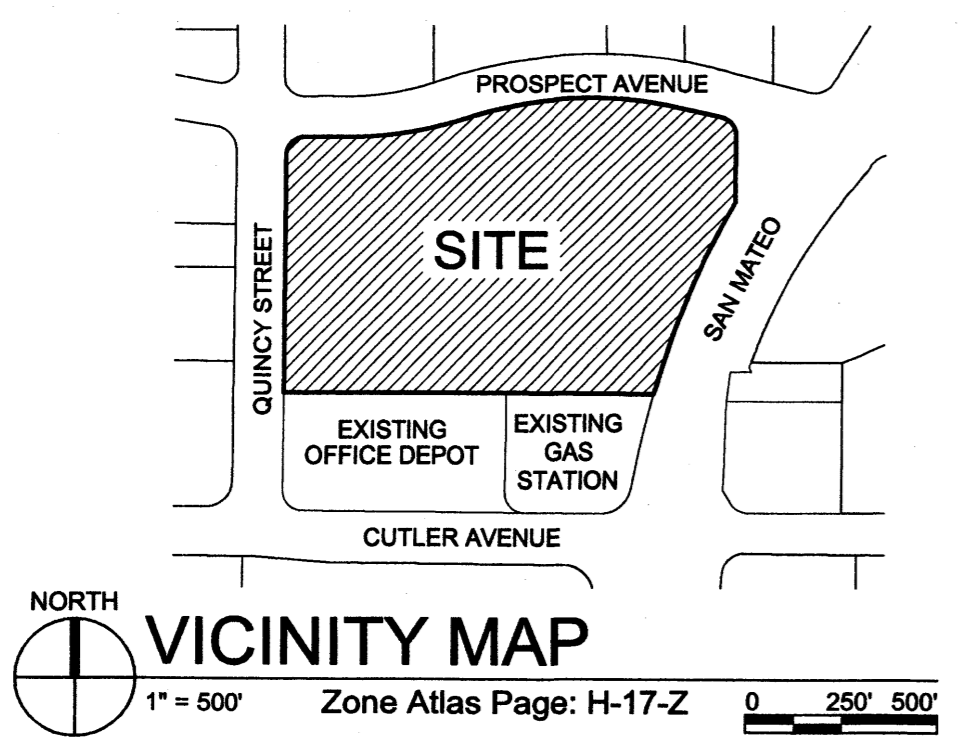 PROSPECT AVENUE
SITE
QUINCY STREET
SAN MATEO
EXISTING
OFFICE DEPOT
EXISTING
GAS
STATION
CUTLER AVENUE
NORTH
VICINITY MAP
1" = 500'
Zone Atlas Page: H-17-Z
0 250' 500'